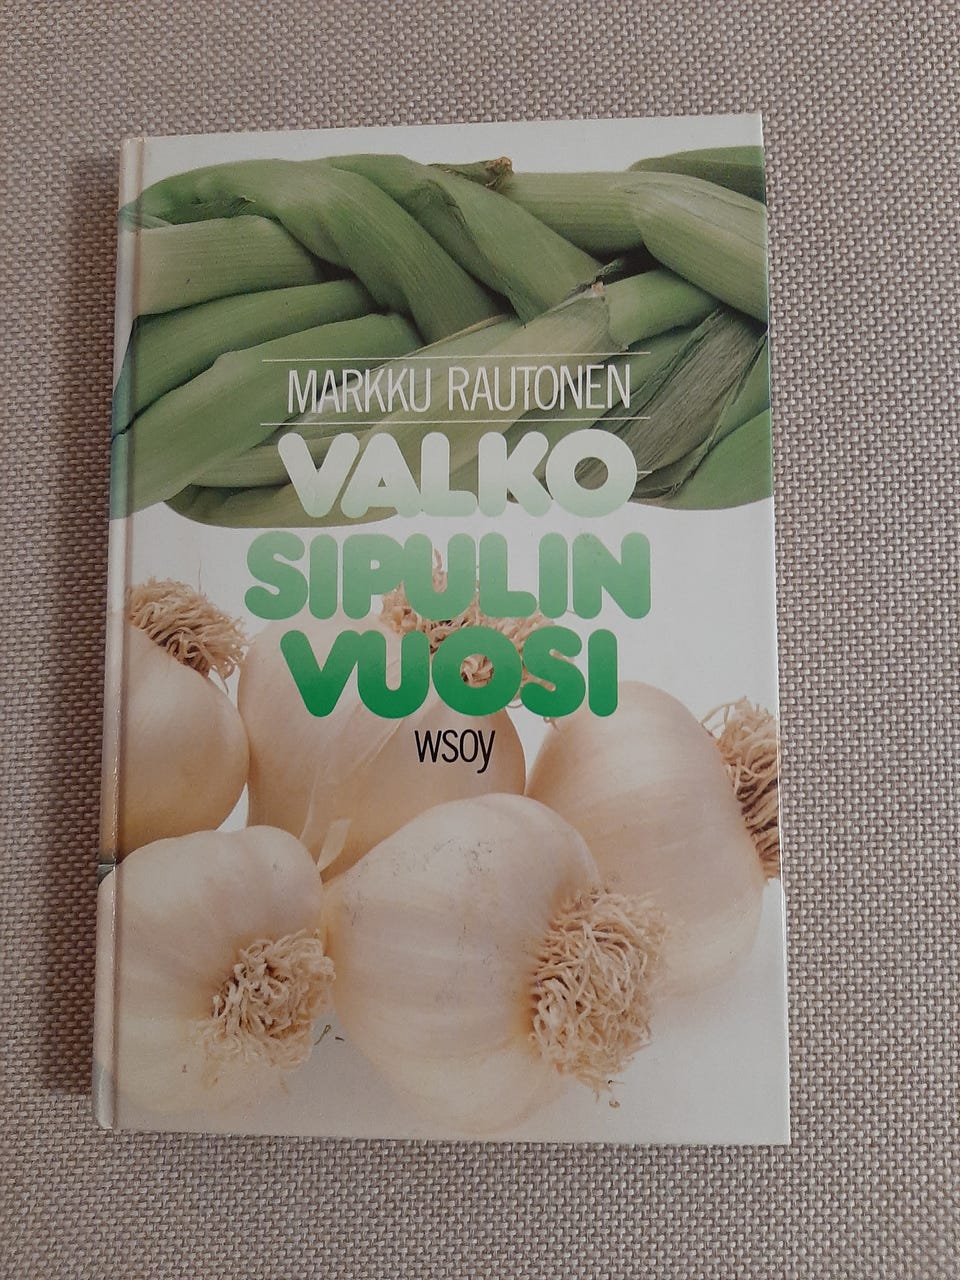 MARKKU RAUTONEN
VALKO
SIPULIN
VUOSI
wsoy